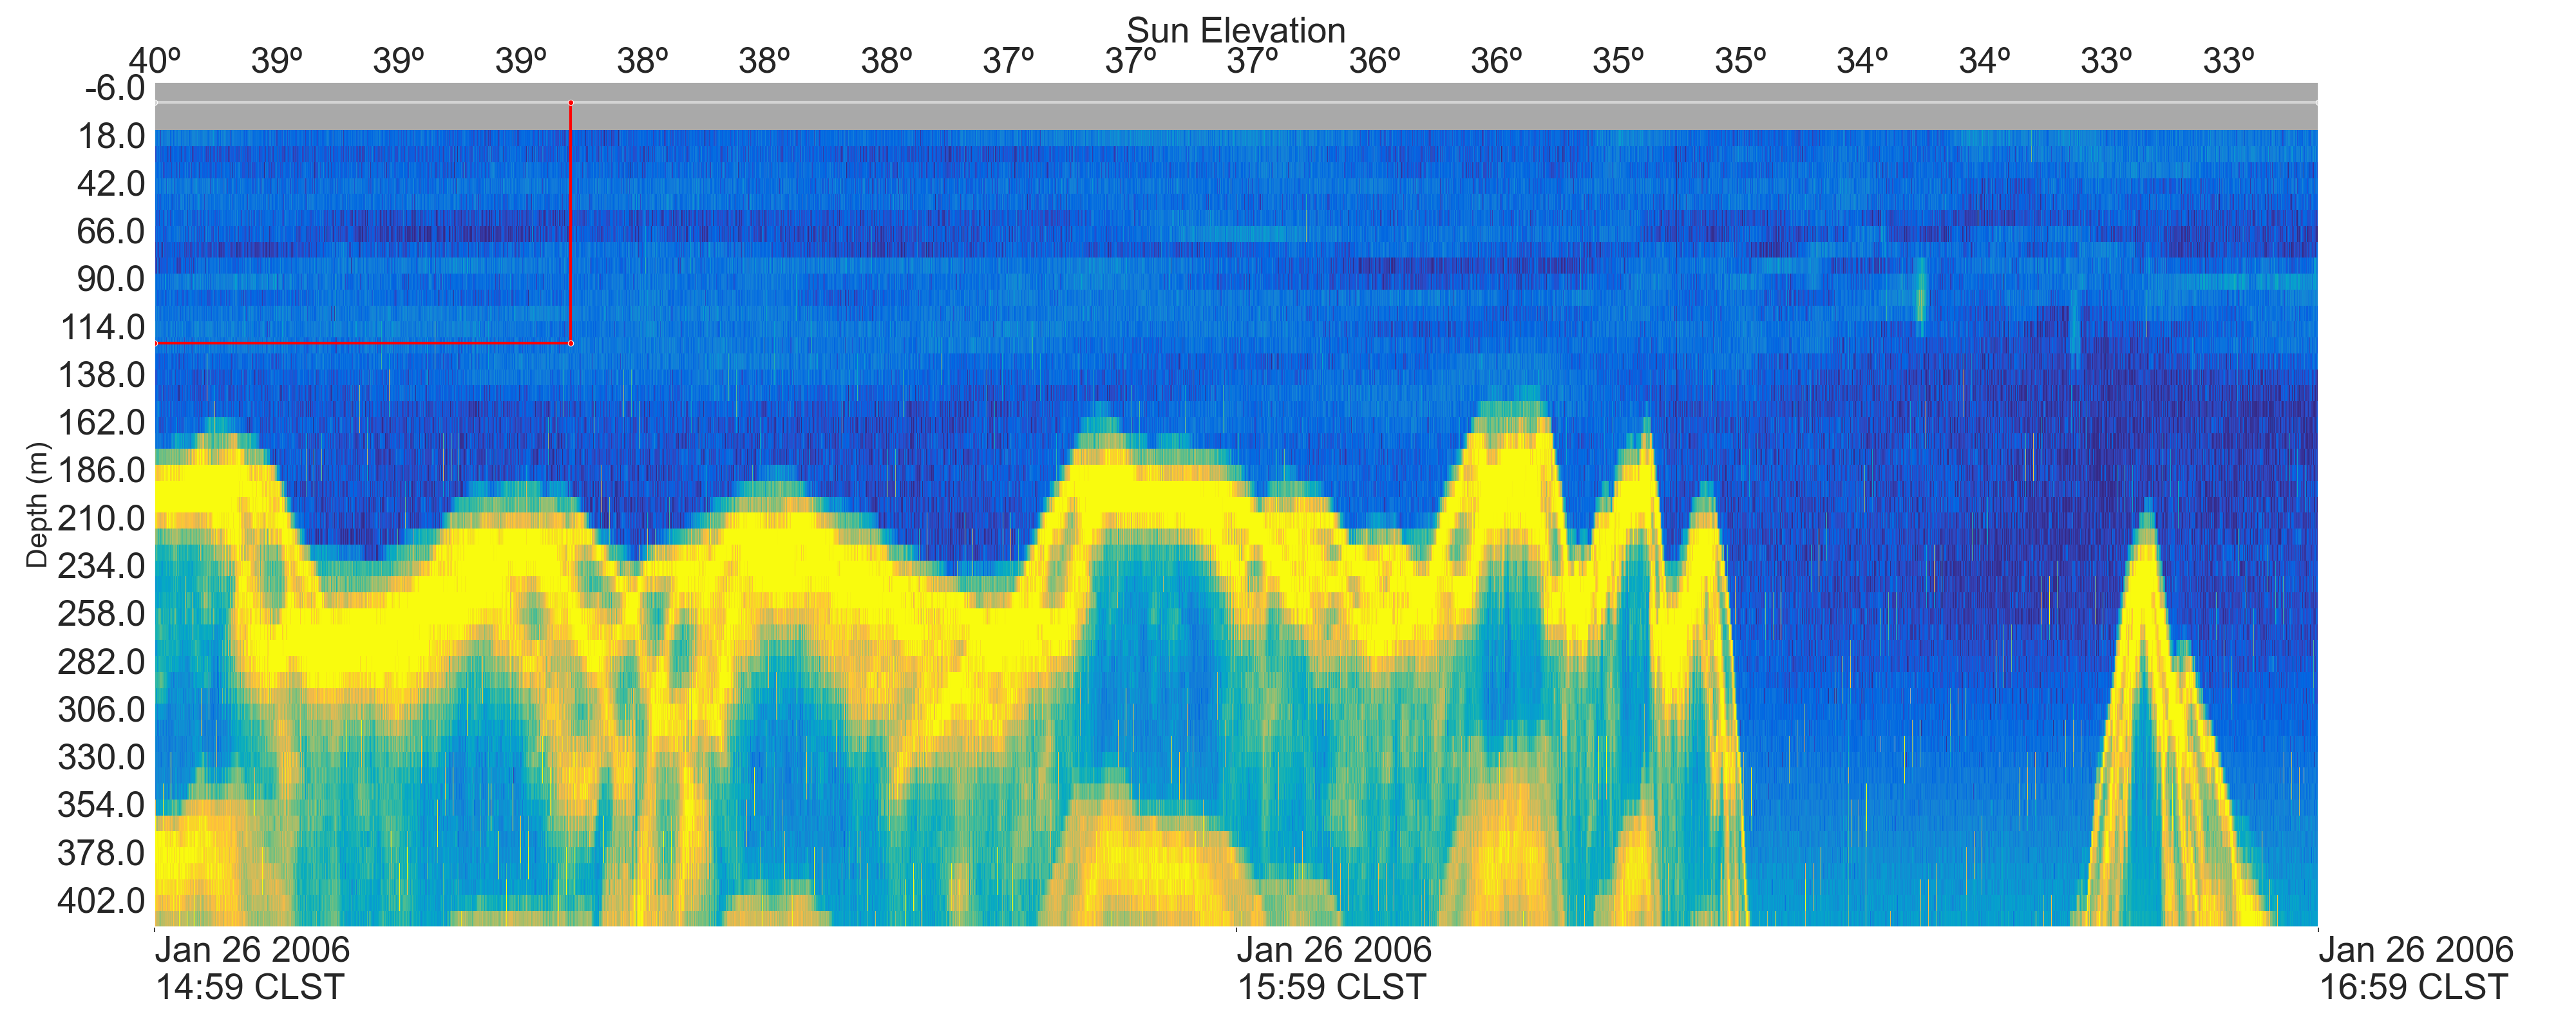 Sun Elevation
40º 39º 39º 39º 38º 38º 38º 37º 37º 37º 36º 36º 35º 35º 34º 34º 33º 33º
-6.0
18.0
42.0
66.0
90.0
114.0
138.0
162.0
186.0
210.0
234.0
258.0
282.0
306.0
330.0
354.0
378.0
402.0
Depth (m)
Jan 26 2006
14:59 CLST
Jan 26 2006
15:59 CLST
Jan 26 2006
16:59 CLST